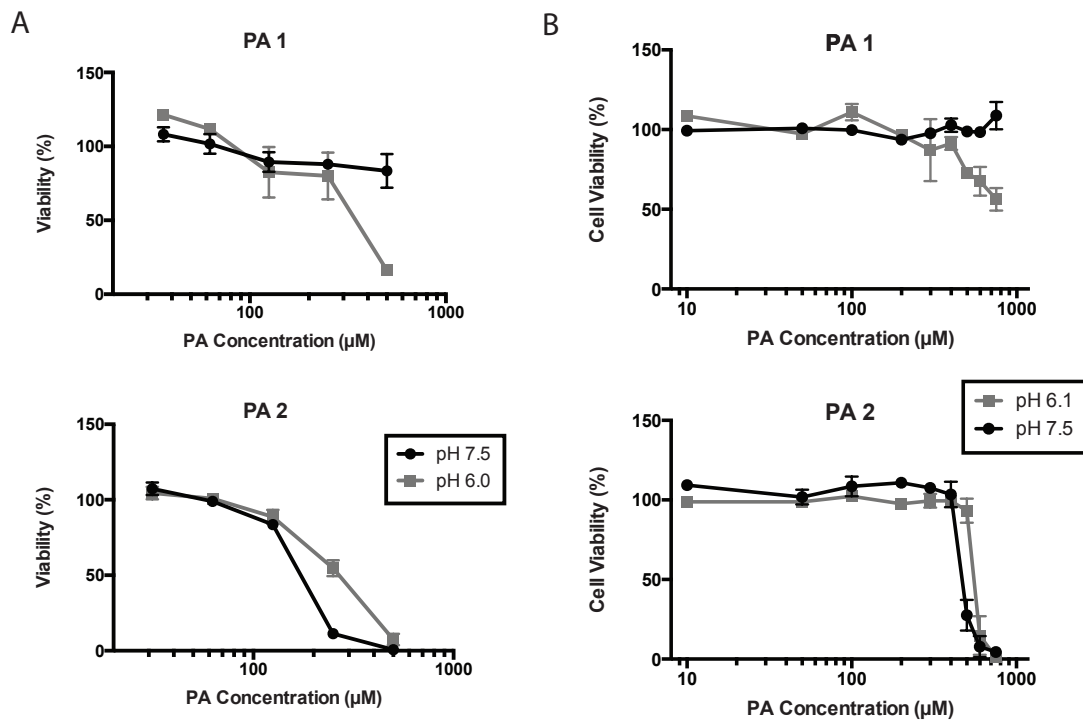 A
PA 1
150
100
50
0
Viability (%)
100
1000
PA Concentration (µM)
B
PA 1
150
100
50
0
Cell Viability (%)
10
100
1000
PA Concentration (µM)
PA 2
150
100
50
0
Viability (%)
pH 7.5
pH 6.0
100
1000
PA Concentration (µM)
PA 2
150
100
50
0
Cell Viability (%)
pH 6.1
pH 7.5
10
100
1000
PA Concentration (µM)